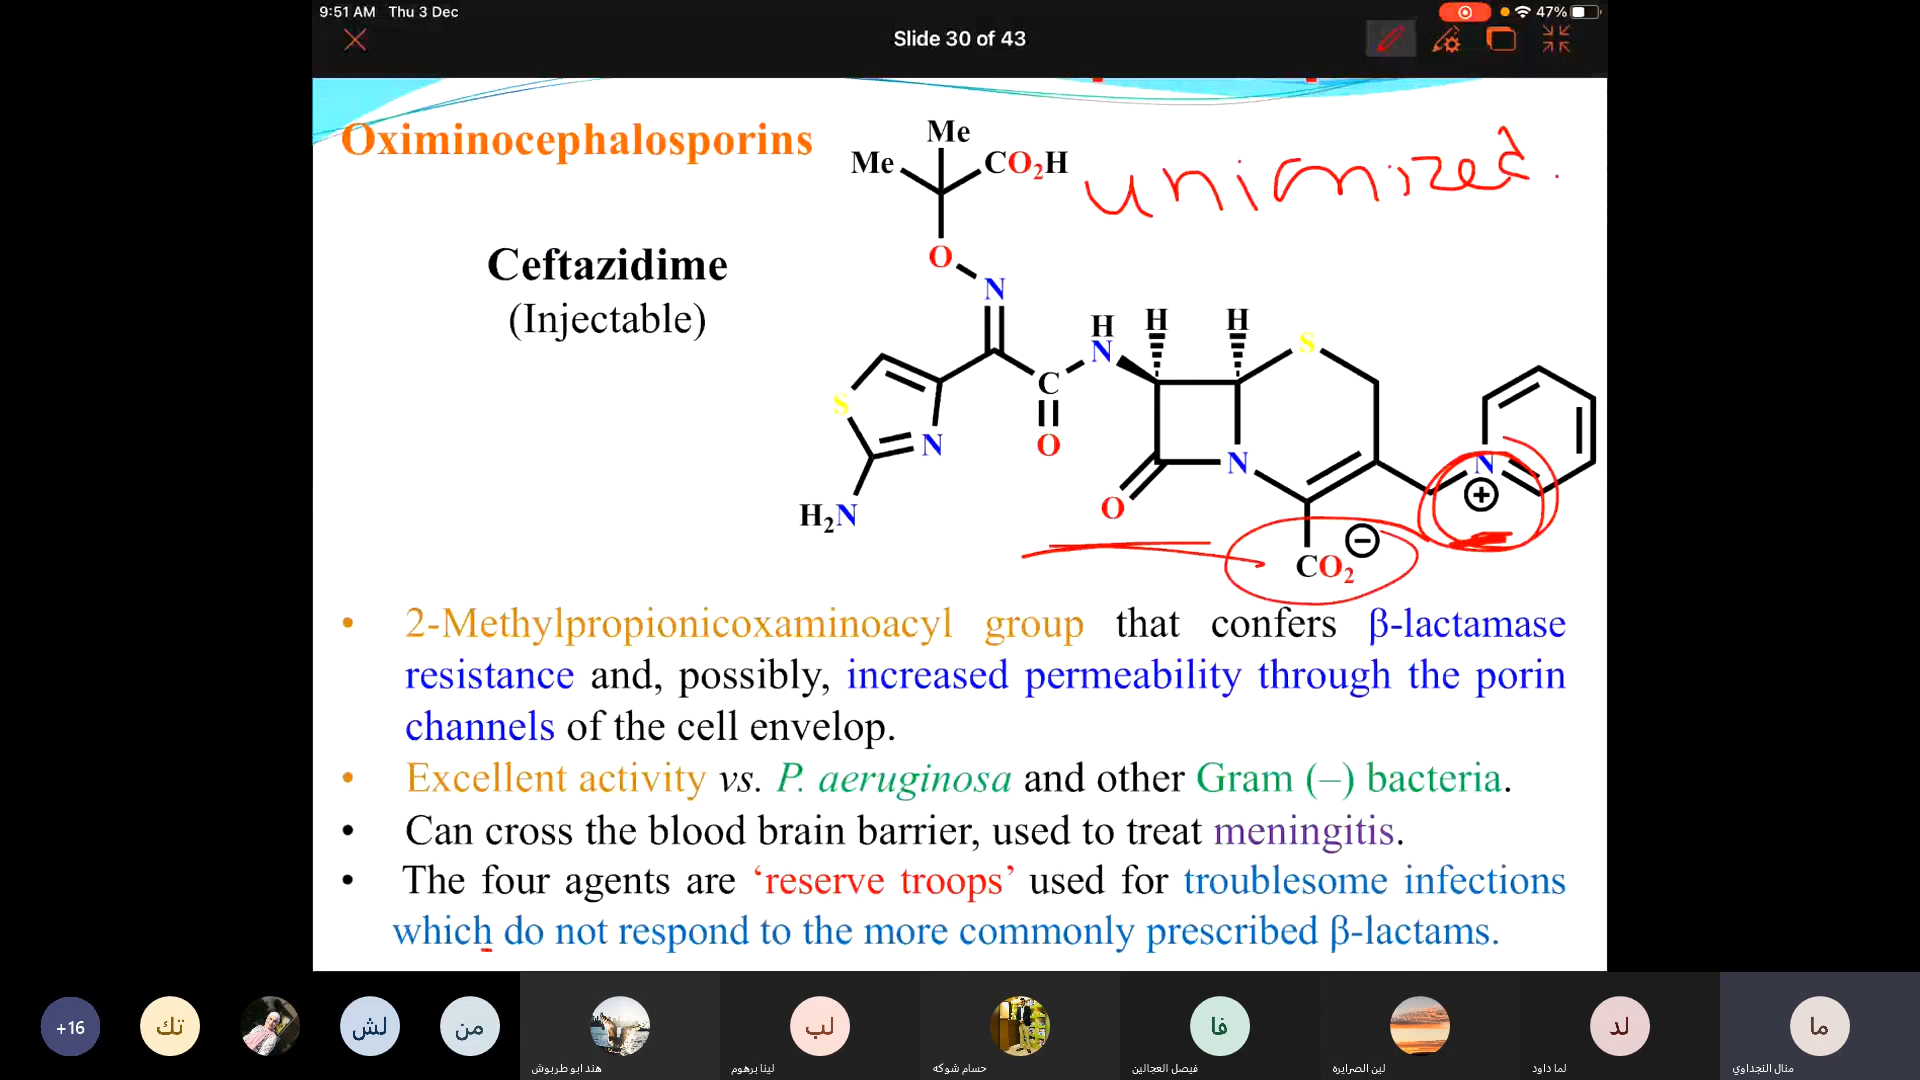 9:51 AM Thu 3 Dec
47%
Slide 30 of 43
Oximinocephalosporins
Me
Me
CO2H
unionized.
Ceftazidime
(Injectable)
O
N
H
N
H
H
S
S
C
O
N
N
N
+
O
H2N
CO2
−
• 2-Methylpropionicoxaminoacyl group that confers β-lactamase
resistance and, possibly, increased permeability through the porin
channels of the cell envelop.
• Excellent activity vs. P. aeruginosa and other Gram (–) bacteria.
• Can cross the blood brain barrier, used to treat meningitis.
• The four agents are ‘reserve troops’ used for troublesome infections
which do not respond to the more commonly prescribed β-lactams.
+16
تك
لش
من
لب
فا
لد
ما
هند ابو طربوش
لينا برهوم
حسام شوكه
فيصل العجالين
لين الصرايره
لما داود
منال النجداوي